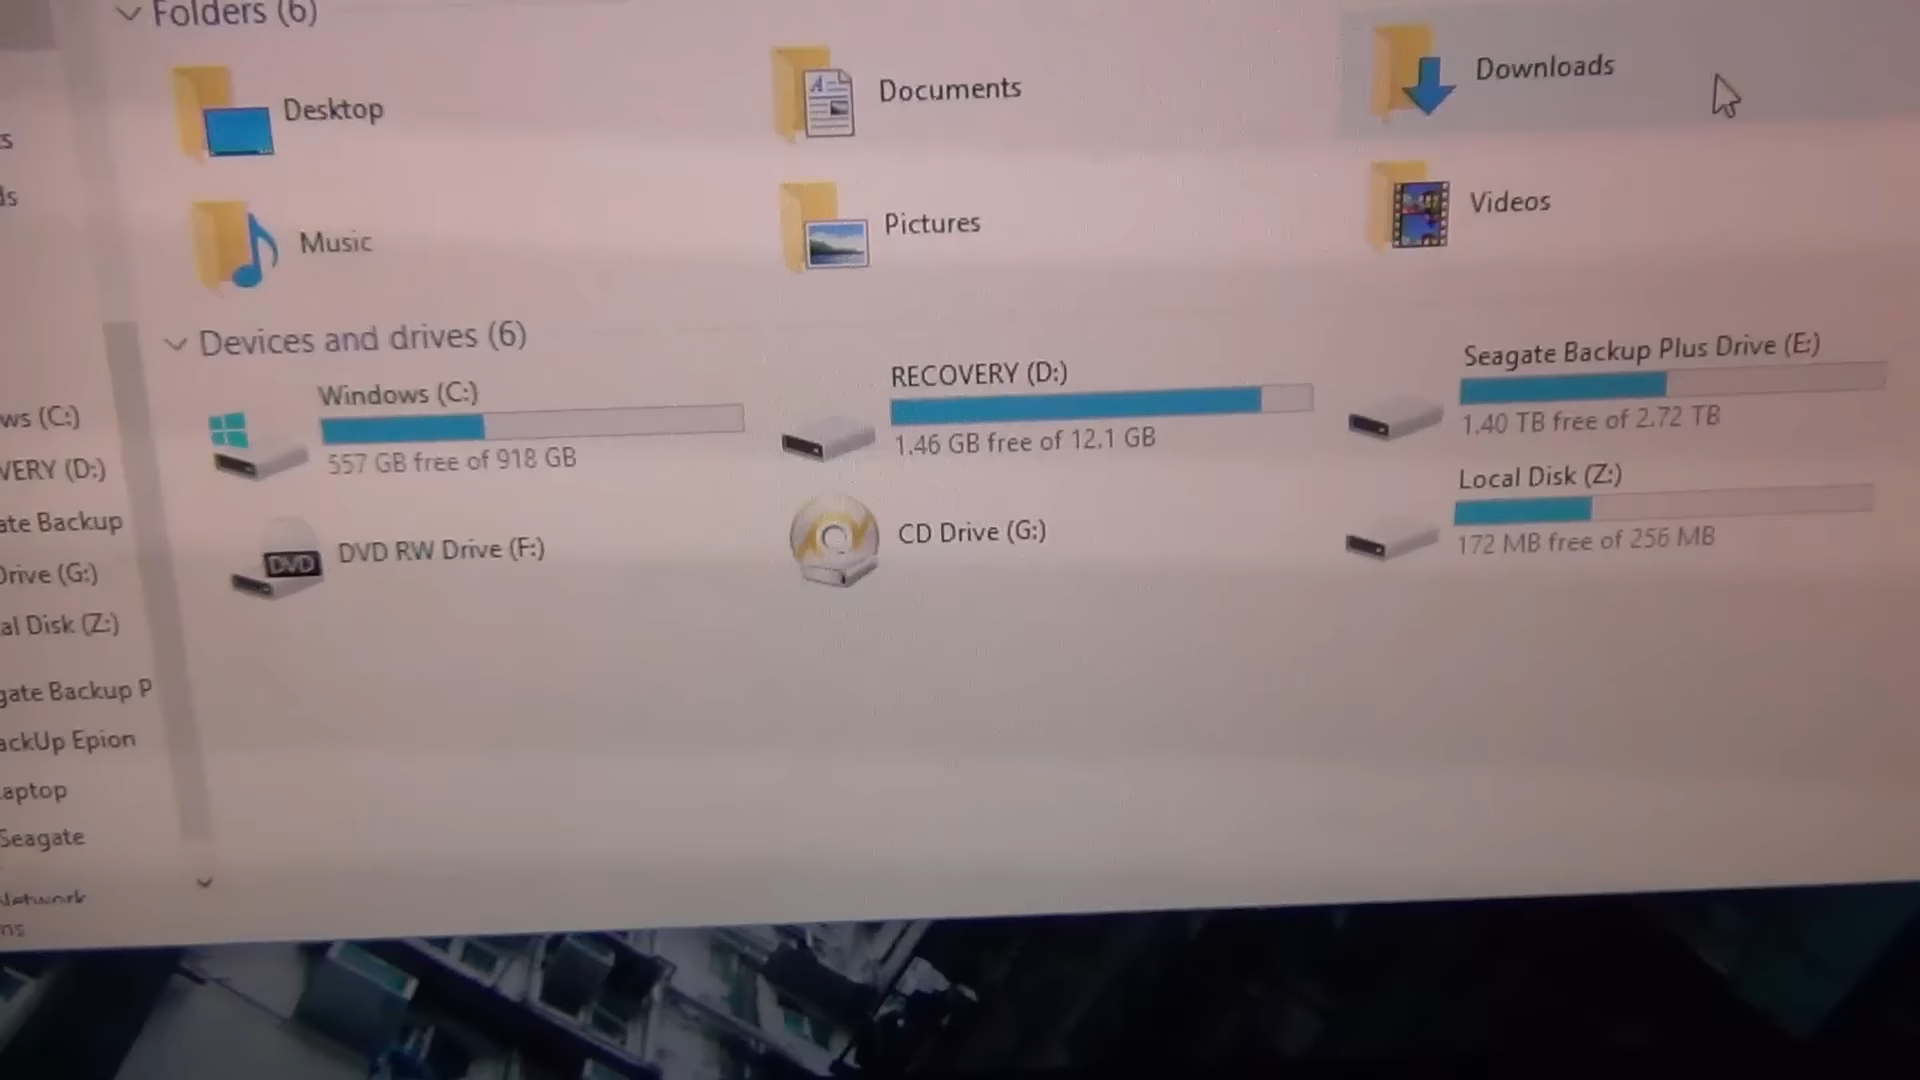 Folders (6)
Desktop
Documents
Downloads
Music
Pictures
Videos
Devices and drives (6)
Windows (C:)
557 GB free of 918 GB
RECOVERY (D:)
1.46 GB free of 12.1 GB
Seagate Backup Plus Drive (E:)
1.40 TB free of 2.72 TB
DVD RW Drive (F:)
DVD
CD Drive (G:)
Local Disk (Z:)
172 MB free of 256 MB
s
ds
ws (C:)
VERY (D:)
ate Backup
Drive (G:)
al Disk (Z:)
gate Backup P
ackUp Epion
aptop
Seagate
Network
ns